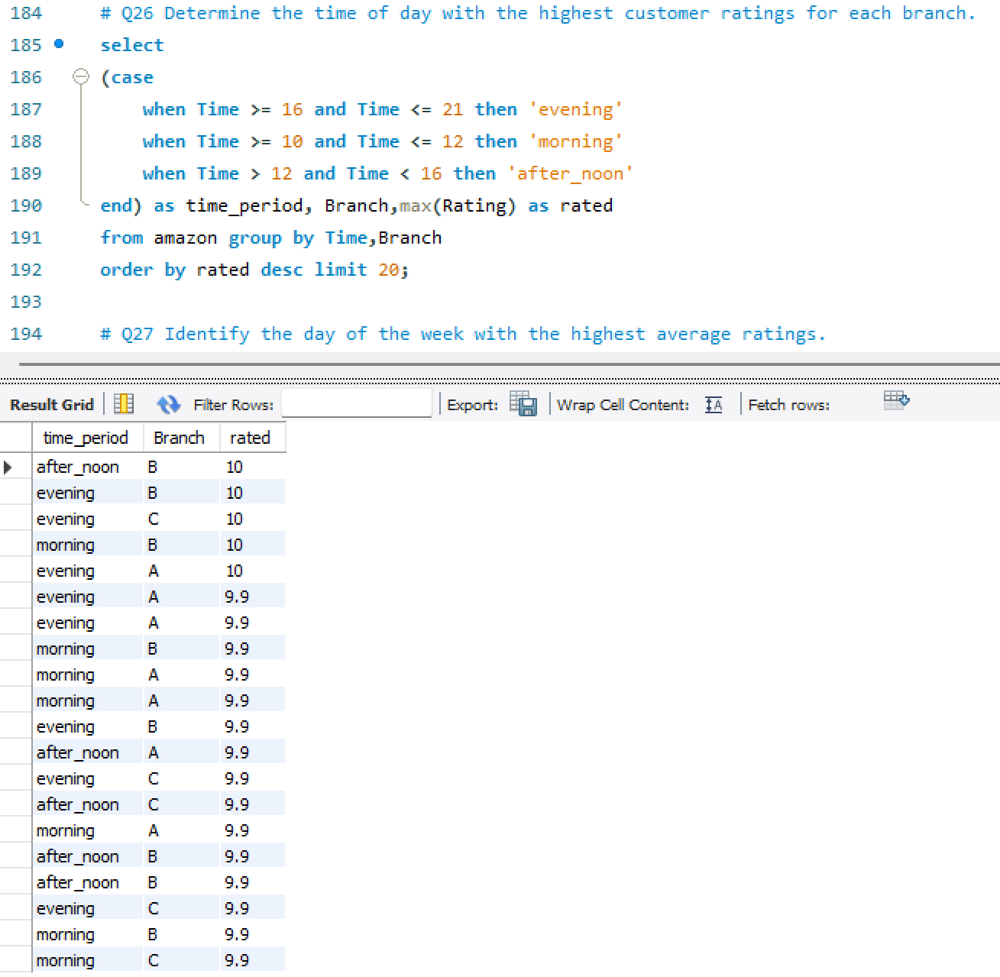 184 # Q26 Determine the time of day with the highest customer ratings for each branch.
185 select
186 (case
187 when Time >= 16 and Time <= 21 then 'evening'
188 when Time >= 10 and Time <= 12 then 'morning'
189 when Time > 12 and Time < 16 then 'after_noon'
190 end) as time_period, Branch,max(Rating) as rated
191 from amazon group by Time,Branch
192 order by rated desc limit 20;
193
194 # Q27 Identify the day of the week with the highest average ratings.
Result Grid Filter Rows: Export: Wrap Cell Content: IA Fetch rows:
time_period Branch rated
after_noon B 10
evening B 10
evening C 10
morning B 10
evening A 10
evening A 9.9
evening A 9.9
morning B 9.9
morning A 9.9
morning A 9.9
evening B 9.9
after_noon A 9.9
evening C 9.9
after_noon C 9.9
morning A 9.9
after_noon B 9.9
after_noon B 9.9
evening C 9.9
morning B 9.9
morning C 9.9